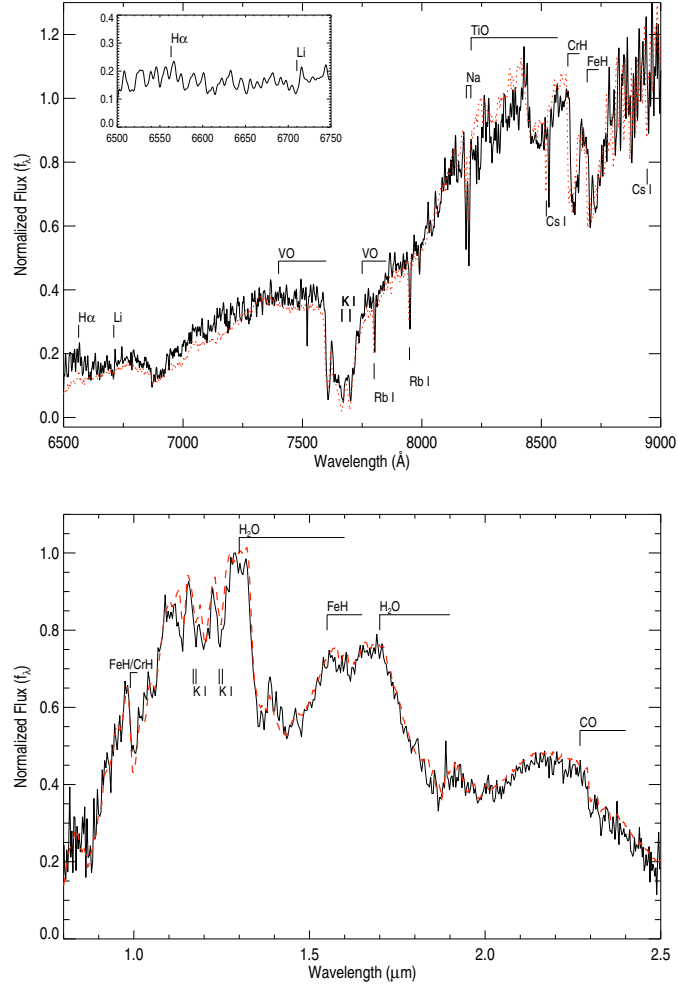 0.4
0.3
0.2
0.1
0.0
6500 6550 6600 6650 6700 6750
Hα
Li
TiO
Na
CrH
FeH
Cs I
Cs I
VO
VO
K I
Hα
Li
Rb I
Rb I
1.2
1.0
0.8
0.6
0.4
0.2
0.0
Normalized Flux (fλ)
6500 7000 7500 8000 8500 9000
Wavelength (Å)
H2O
FeH
H2O
FeH/CrH
K I
K I
CO
1.0
0.8
0.6
0.4
0.2
0.0
Normalized Flux (fλ)
1.0 1.5 2.0 2.5
Wavelength (μm)